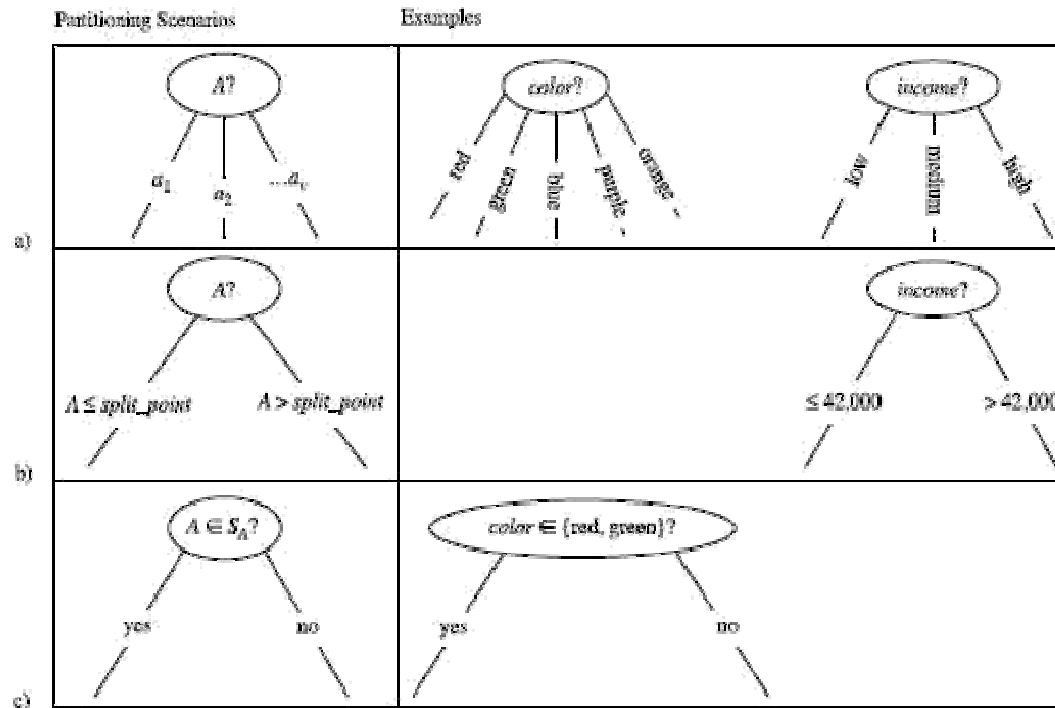 Partitioning Scenarios
Examples
A?
a1
a2
...av
color?
red
green
blue
purple
orange
income?
low
medium
high
a)
A?
A ≤ split_point
A > split_point
income?
≤ 42,000
> 42,000
b)
A ∈ SA?
yes
no
color ∈ {red, green}?
yes
no
c)